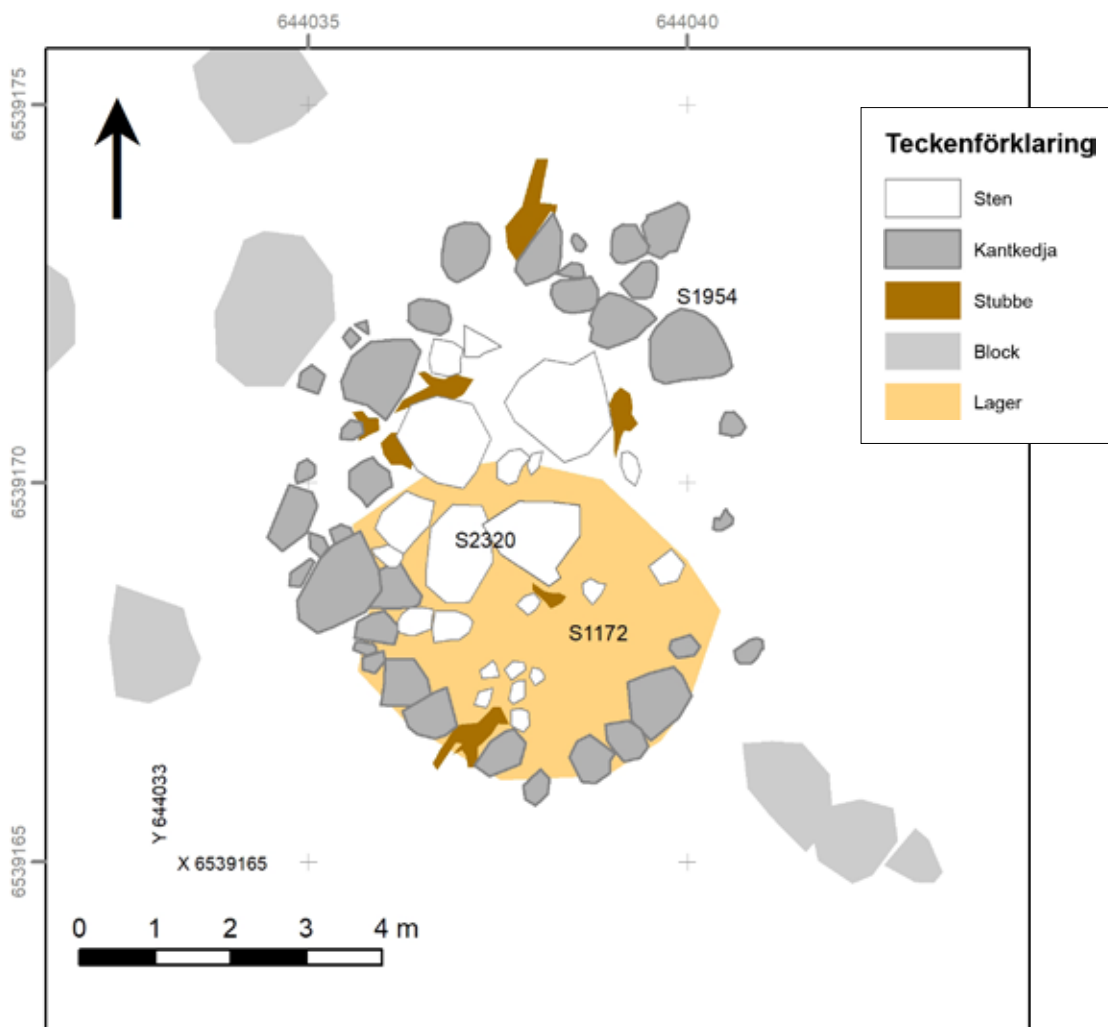 644035
644040
6539175
6539170
6539165
Teckenförklaring
Sten
Kantkedja
Stubbe
Block
Lager
S1954
S2320
S1172
Y 644033
X 6539165
0 1 2 3 4 m